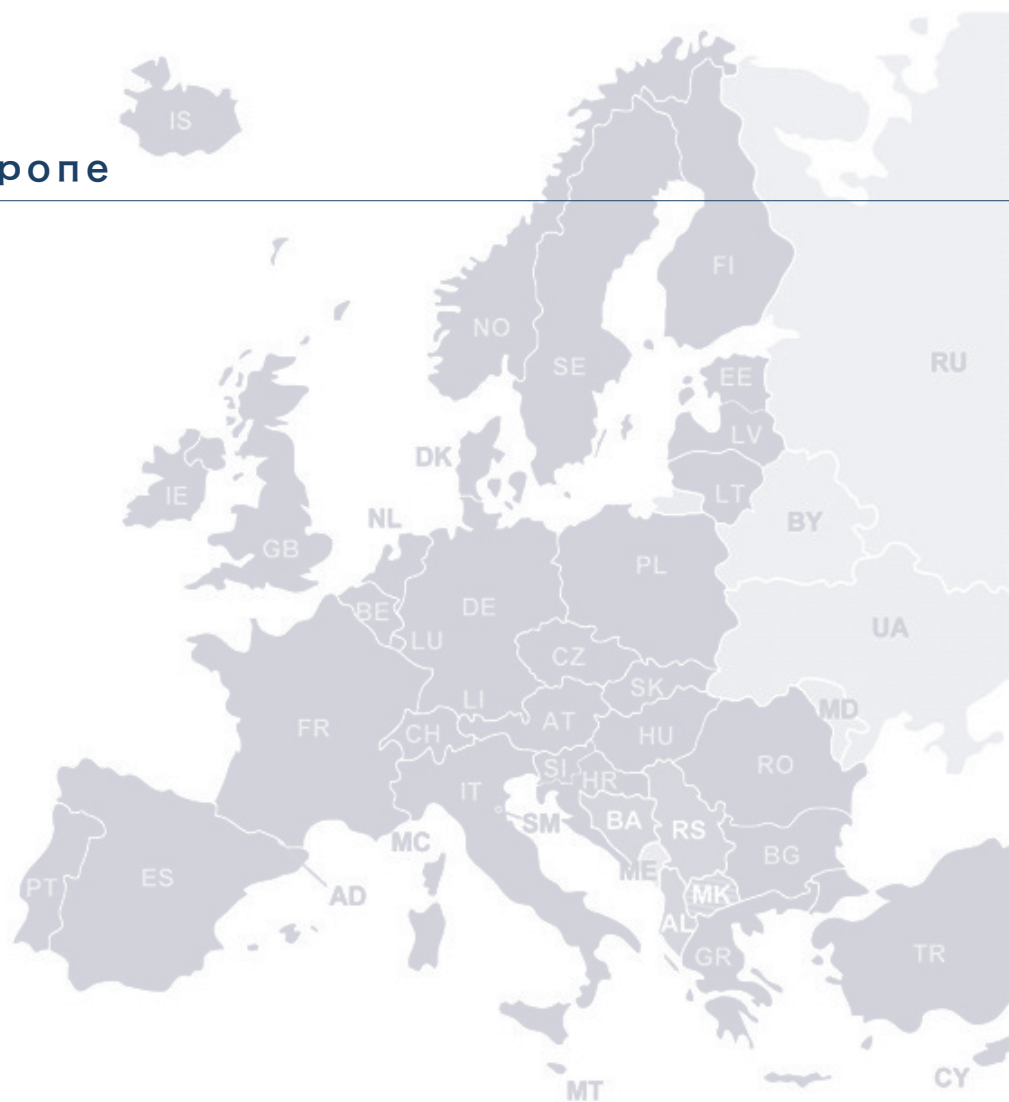 IS
ропе
FI
NO
SE
RU
EE
LV
DK
LT
IE
NL
BY
GB
PL
BE
DE
UA
LU
CZ
SK
LI
MD
FR
CH
AT
HU
SI
HR
RO
IT
SM
BA
RS
MC
BG
ME
ES
PT
AD
MK
AL
GR
TR
CY
MT